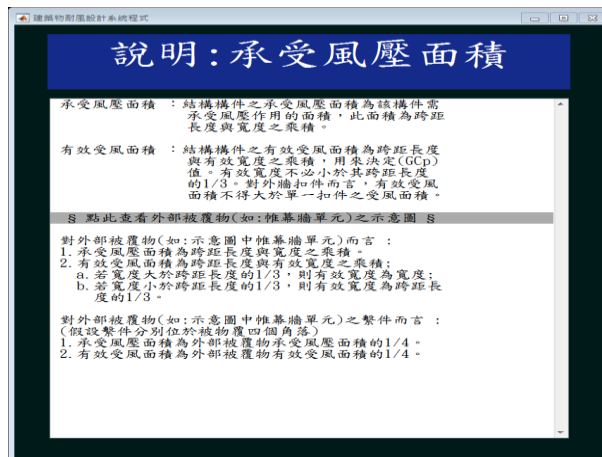 建築物耐風設計系統程式
說明:承受風壓面積
承受風壓面積 :結構構件之承受風壓面積為該構件需
承受風壓作用的面積,此面積為跨距
長度與寬度之乘積。
有效受風面積 :結構構件之有效受風面積為跨距長度
與有效寬度之乘積,用來決定(GCp)
值。有效寬度不必小於其跨距長度
的1/3。對外牆扣件而言,有效受風
面積不得大於單一扣件之受風面積。
§ 點此查看外部被覆物(如:帷幕牆單元)之示意圖 §
對外部被覆物(如:示意圖中帷幕牆單元)而言 :
1. 承受風壓面積為跨距長度與寬度之乘積。
2. 有效受風面積為跨距長度與有效寬度之乘積;
a. 若寬度大於跨距長度的1/3,則有效寬度為寬度;
b. 若寬度小於跨距長度的1/3,則有效寬度為跨距長
度的1/3。
對外部被覆物(如:示意圖中帷幕牆單元)之繫件而言 :
(假設繫件分別位於被物覆四個角落)
1. 承受風壓面積為外部被覆物承受風壓面積的1/4。
2. 有效受風面積為外部被覆物有效受風面積的1/4。